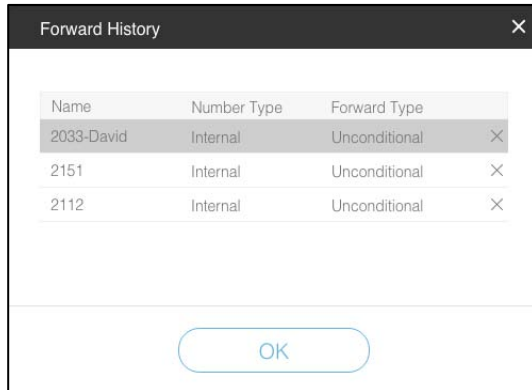 Forward History
Name Number Type Forward Type
2033-David Internal Unconditional
2151 Internal Unconditional
2112 Internal Unconditional
OK